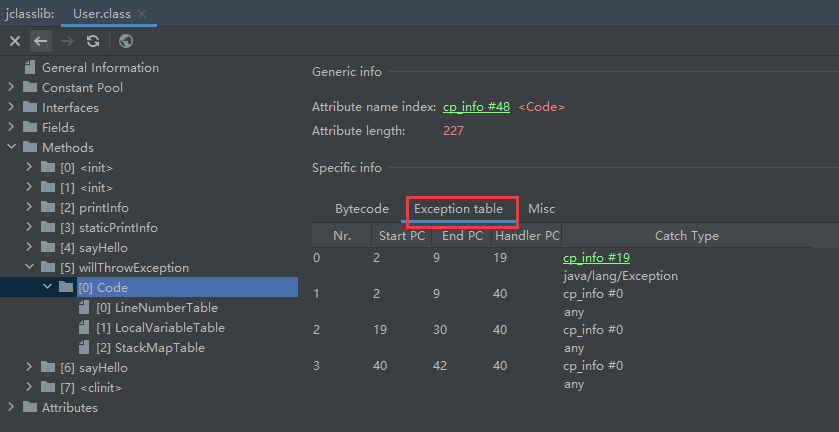 jclasslib: User.class
General Information
Constant Pool
Interfaces
Fields
Methods
[0] <init>
[1] <init>
[2] printInfo
[3] staticPrintInfo
[4] sayHello
[5] willThrowException
[0] Code
[0] LineNumberTable
[1] LocalVariableTable
[2] StackMapTable
[6] sayHello
[7] <clinit>
Attributes
Generic info
Attribute name index: cp_info #48 <Code>
Attribute length: 227
Specific info
Bytecode Exception table Misc
Nr. Start PC End PC Handler PC Catch Type
0 2 9 19 cp_info #19
java/lang/Exception
1 2 9 40 cp_info #0
any
2 19 30 40 cp_info #0
any
3 40 42 40 cp_info #0
any